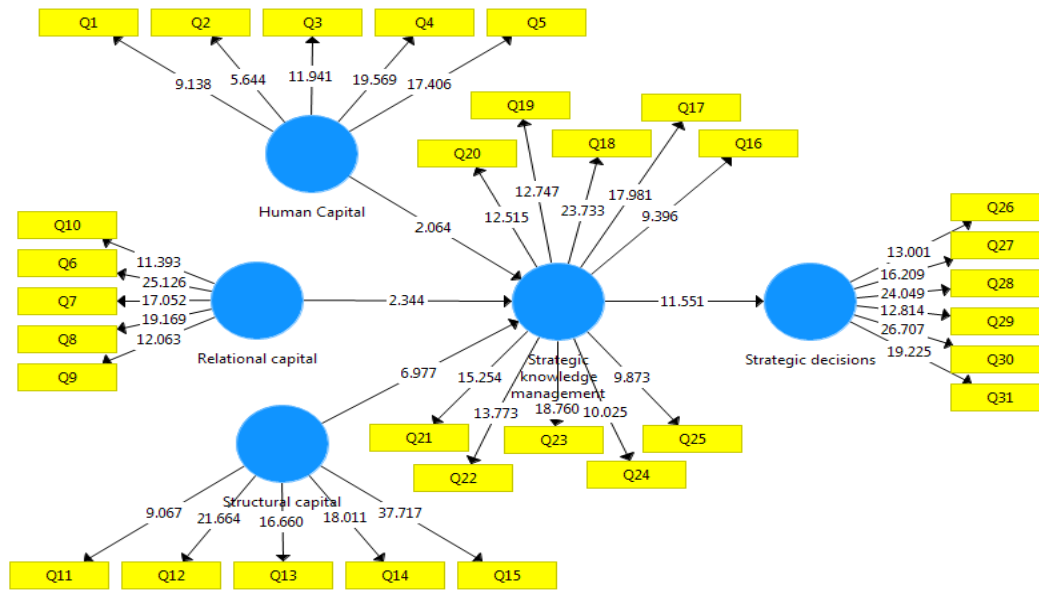 Q1 Q2 Q3 Q4 Q5
9.138 5.644 11.941 19.569 17.406
Human Capital
2.064
Q20 Q19 Q18 Q17 Q16
12.515 12.747 23.733 17.981 9.396
Q10
Q6
Q7
Q8
Q9
11.393
25.126
17.052
19.169
12.063
Relational capital
2.344
Strategic
knowledge
management
11.551
Strategic decisions
13.001
16.209
24.049
12.814
26.707
19.225
Q26
Q27
Q28
Q29
Q30
Q31
6.977
15.254 13.773 18.760 10.025 9.873
Q21 Q22 Q23 Q24 Q25
Structural capital
9.067 21.664 16.660 18.011 37.717
Q11 Q12 Q13 Q14 Q15